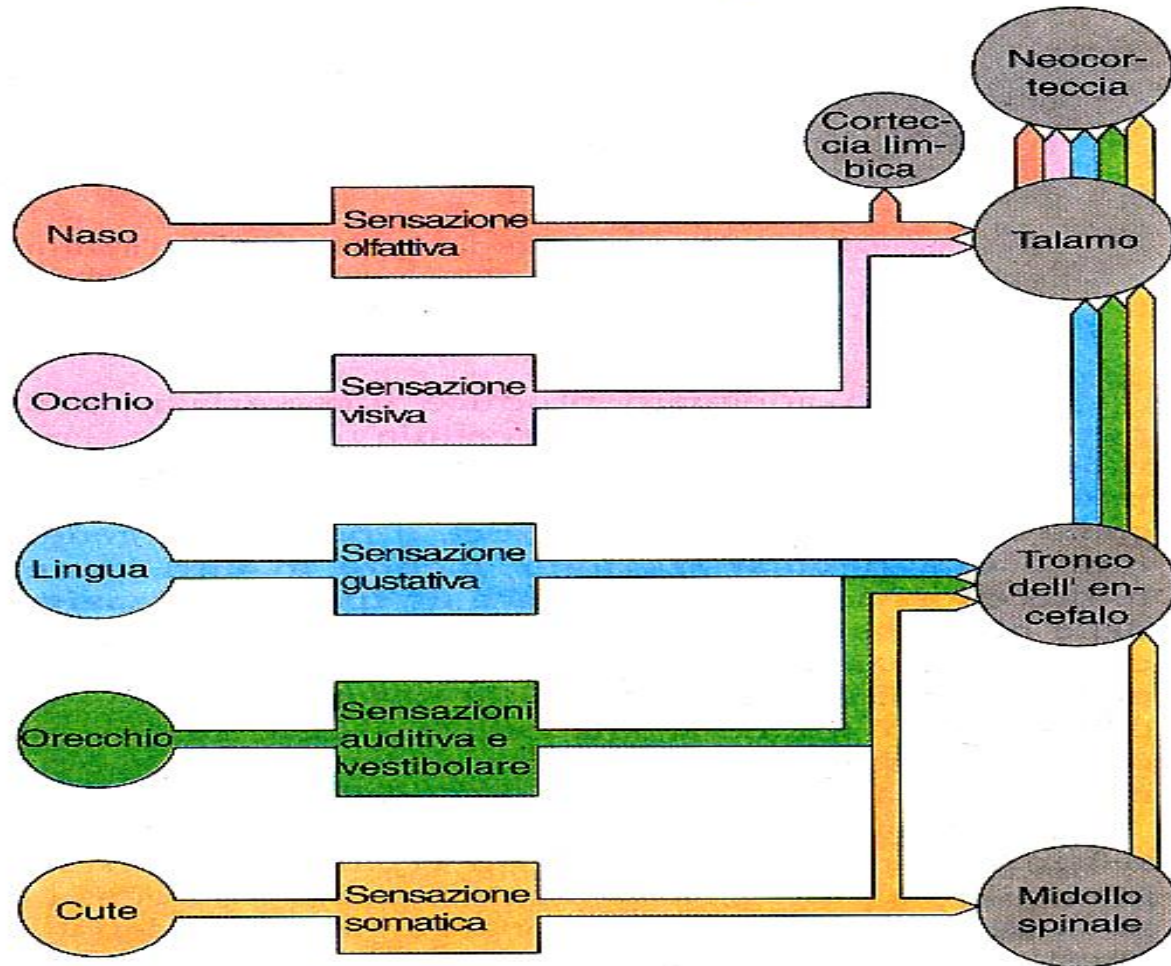 Neocor-
teccia
Cortec-
cia lim-
bica
Naso
Sensazione
olfattiva
Talamo
Occhio
Sensazione
visiva
Lingua
Sensazione
gustativa
Tronco
dell' en-
cefalo
Orecchio
Sensazioni
auditiva e
vestibolare
Cute
Sensazione
somatica
Midollo
spinale